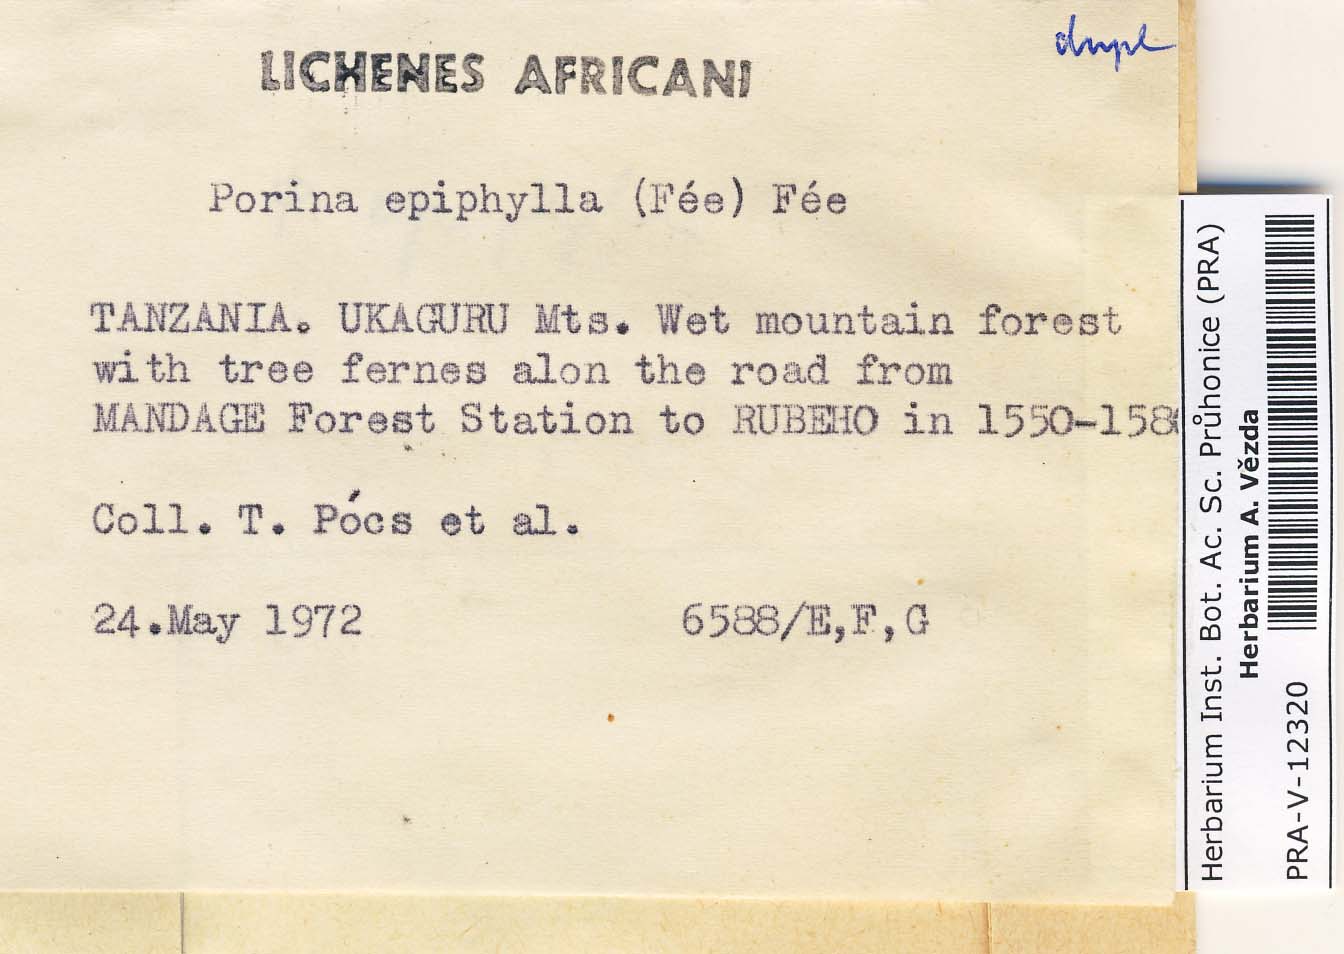 dupl
LICHENES AFRICANI
Porina epiphylla (Fée) Fée
TANZANIA. UKAGURU Mts. Wet mountain forest
with tree fernes alon the road from
MANDAGE Forest Station to RUBEHO in 1550-158
Coll. T. Pócs et al.
24.May 1972 6588/E,F,G
Herbarium Inst. Bot. Ac. Sc. Průhonice (PRA)
Herbarium A. Vězda
PRA-V-12320